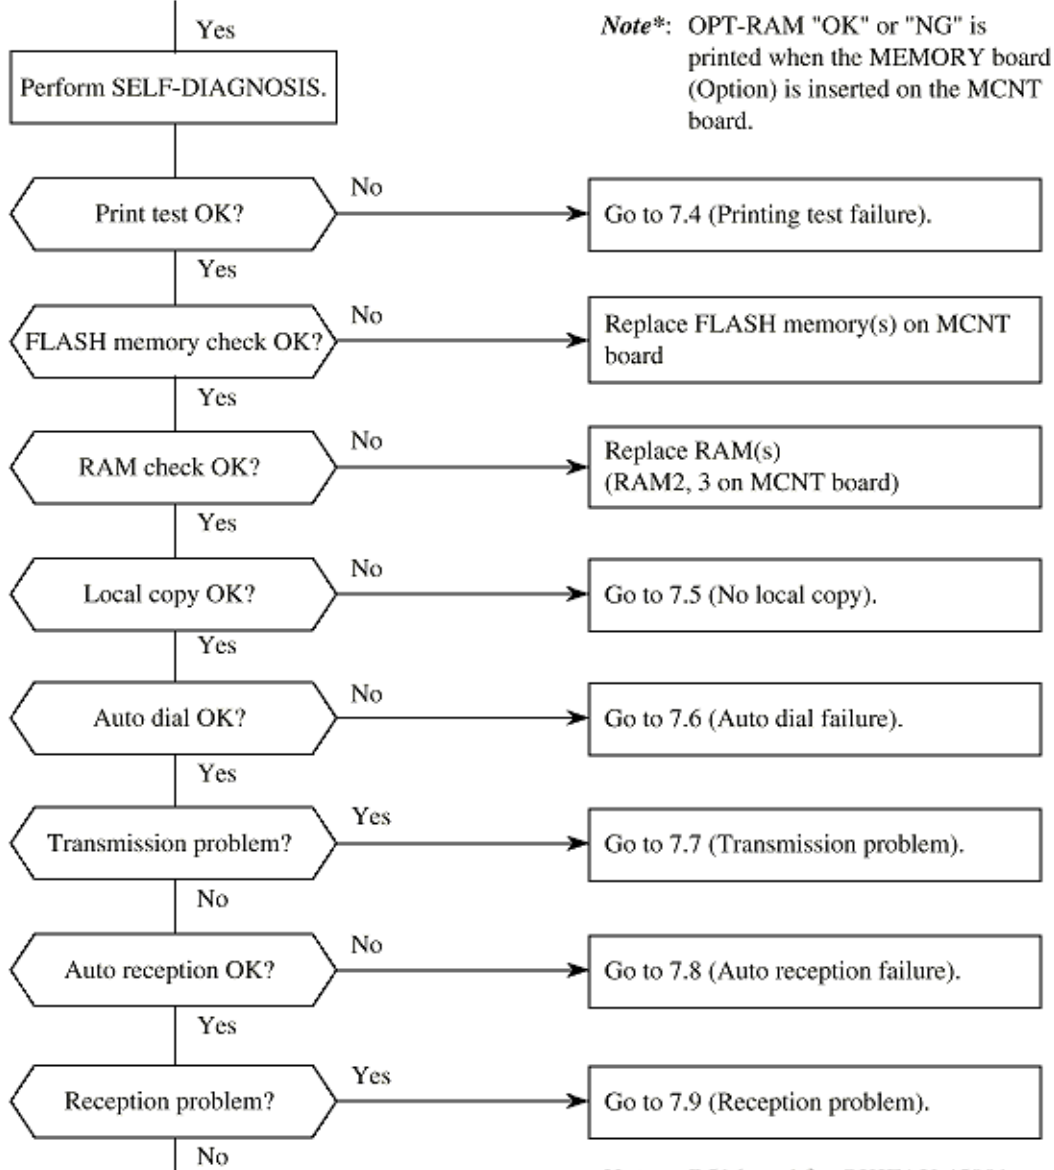 Yes
Note*: OPT-RAM "OK" or "NG" is
printed when the MEMORY board
(Option) is inserted on the MCNT
board.
Perform SELF-DIAGNOSIS.
Print test OK?
No
Go to 7.4 (Printing test failure).
Yes
FLASH memory check OK?
No
Replace FLASH memory(s) on MCNT
board
Yes
RAM check OK?
No
Replace RAM(s)
(RAM2, 3 on MCNT board)
Yes
Local copy OK?
No
Go to 7.5 (No local copy).
Yes
Auto dial OK?
No
Go to 7.6 (Auto dial failure).
Yes
Transmission problem?
Yes
Go to 7.7 (Transmission problem).
No
Auto reception OK?
No
Go to 7.8 (Auto reception failure).
Yes
Reception problem?
Yes
Go to 7.9 (Reception problem).
No